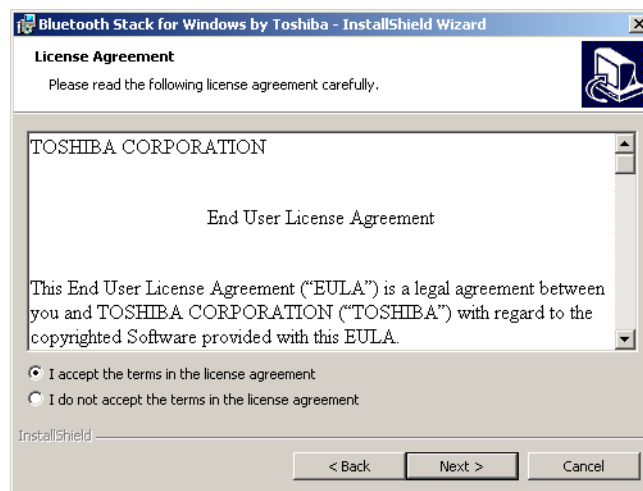 Bluetooth Stack for Windows by Toshiba - InstallShield Wizard
License Agreement
Please read the following license agreement carefully.
TOSHIBA CORPORATION
End User License Agreement
This End User License Agreement (“EULA”) is a legal agreement between
you and TOSHIBA CORPORATION (“TOSHIBA”) with regard to the
copyrighted Software provided with this EULA.
I accept the terms in the license agreement
I do not accept the terms in the license agreement
InstallShield
< Back Next > Cancel